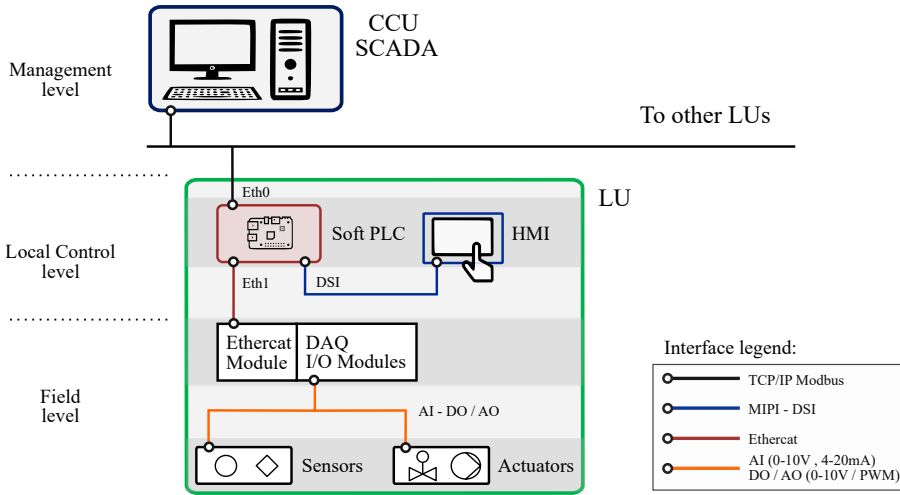 CCU
SCADA
Management
level
To other LUs
Eth0
LU
Soft PLC
HMI
Local Control
level
Eth1
DSI
Ethercat
Module
DAQ
I/O Modules
Interface legend:
TCP/IP Modbus
MIPI - DSI
Ethercat
AI (0-10V , 4-20mA)
DO / AO (0-10V / PWM)
Field
level
AI - DO / AO
Sensors
Actuators